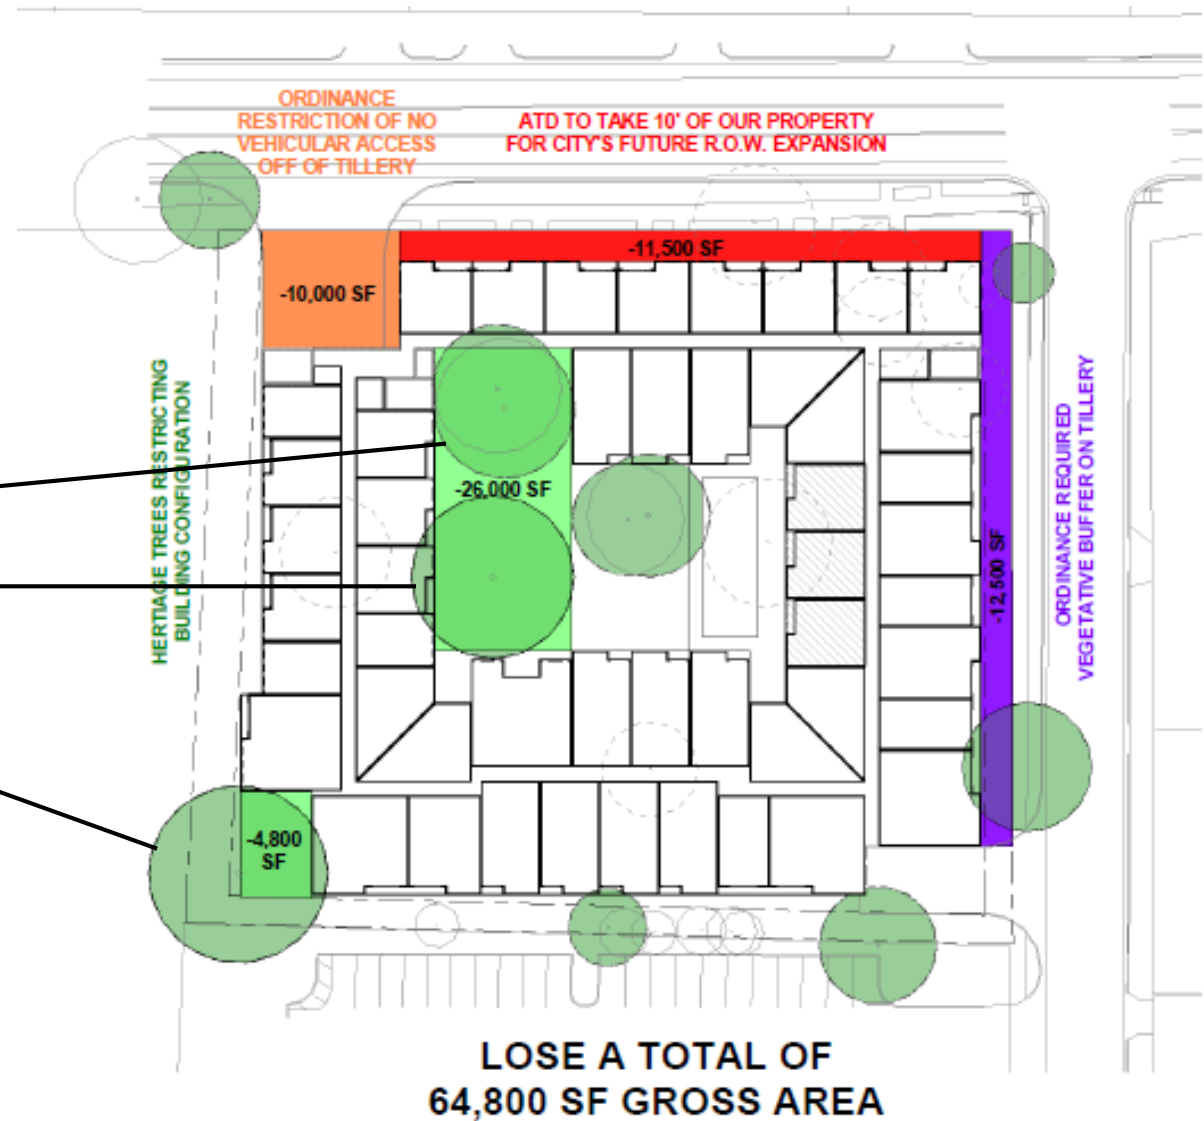 ORDINANCE
RESTRICTION OF NO
VEHICULAR ACCESS
OFF OF TILLERY
ATD TO TAKE 10' OF OUR PROPERTY
FOR CITY'S FUTURE R.O.W. EXPANSION
-11,500 SF
-10,000 SF
HERTIAGE TREES RESTRICTING
BUILDING CONFIGURATION
-26,000 SF
-12,500 SF
ORDINANCE REQUIRED
VEGETATIVE BUFFER ON TILLERY
-4,800
SF
LOSE A TOTAL OF
64,800 SF GROSS AREA